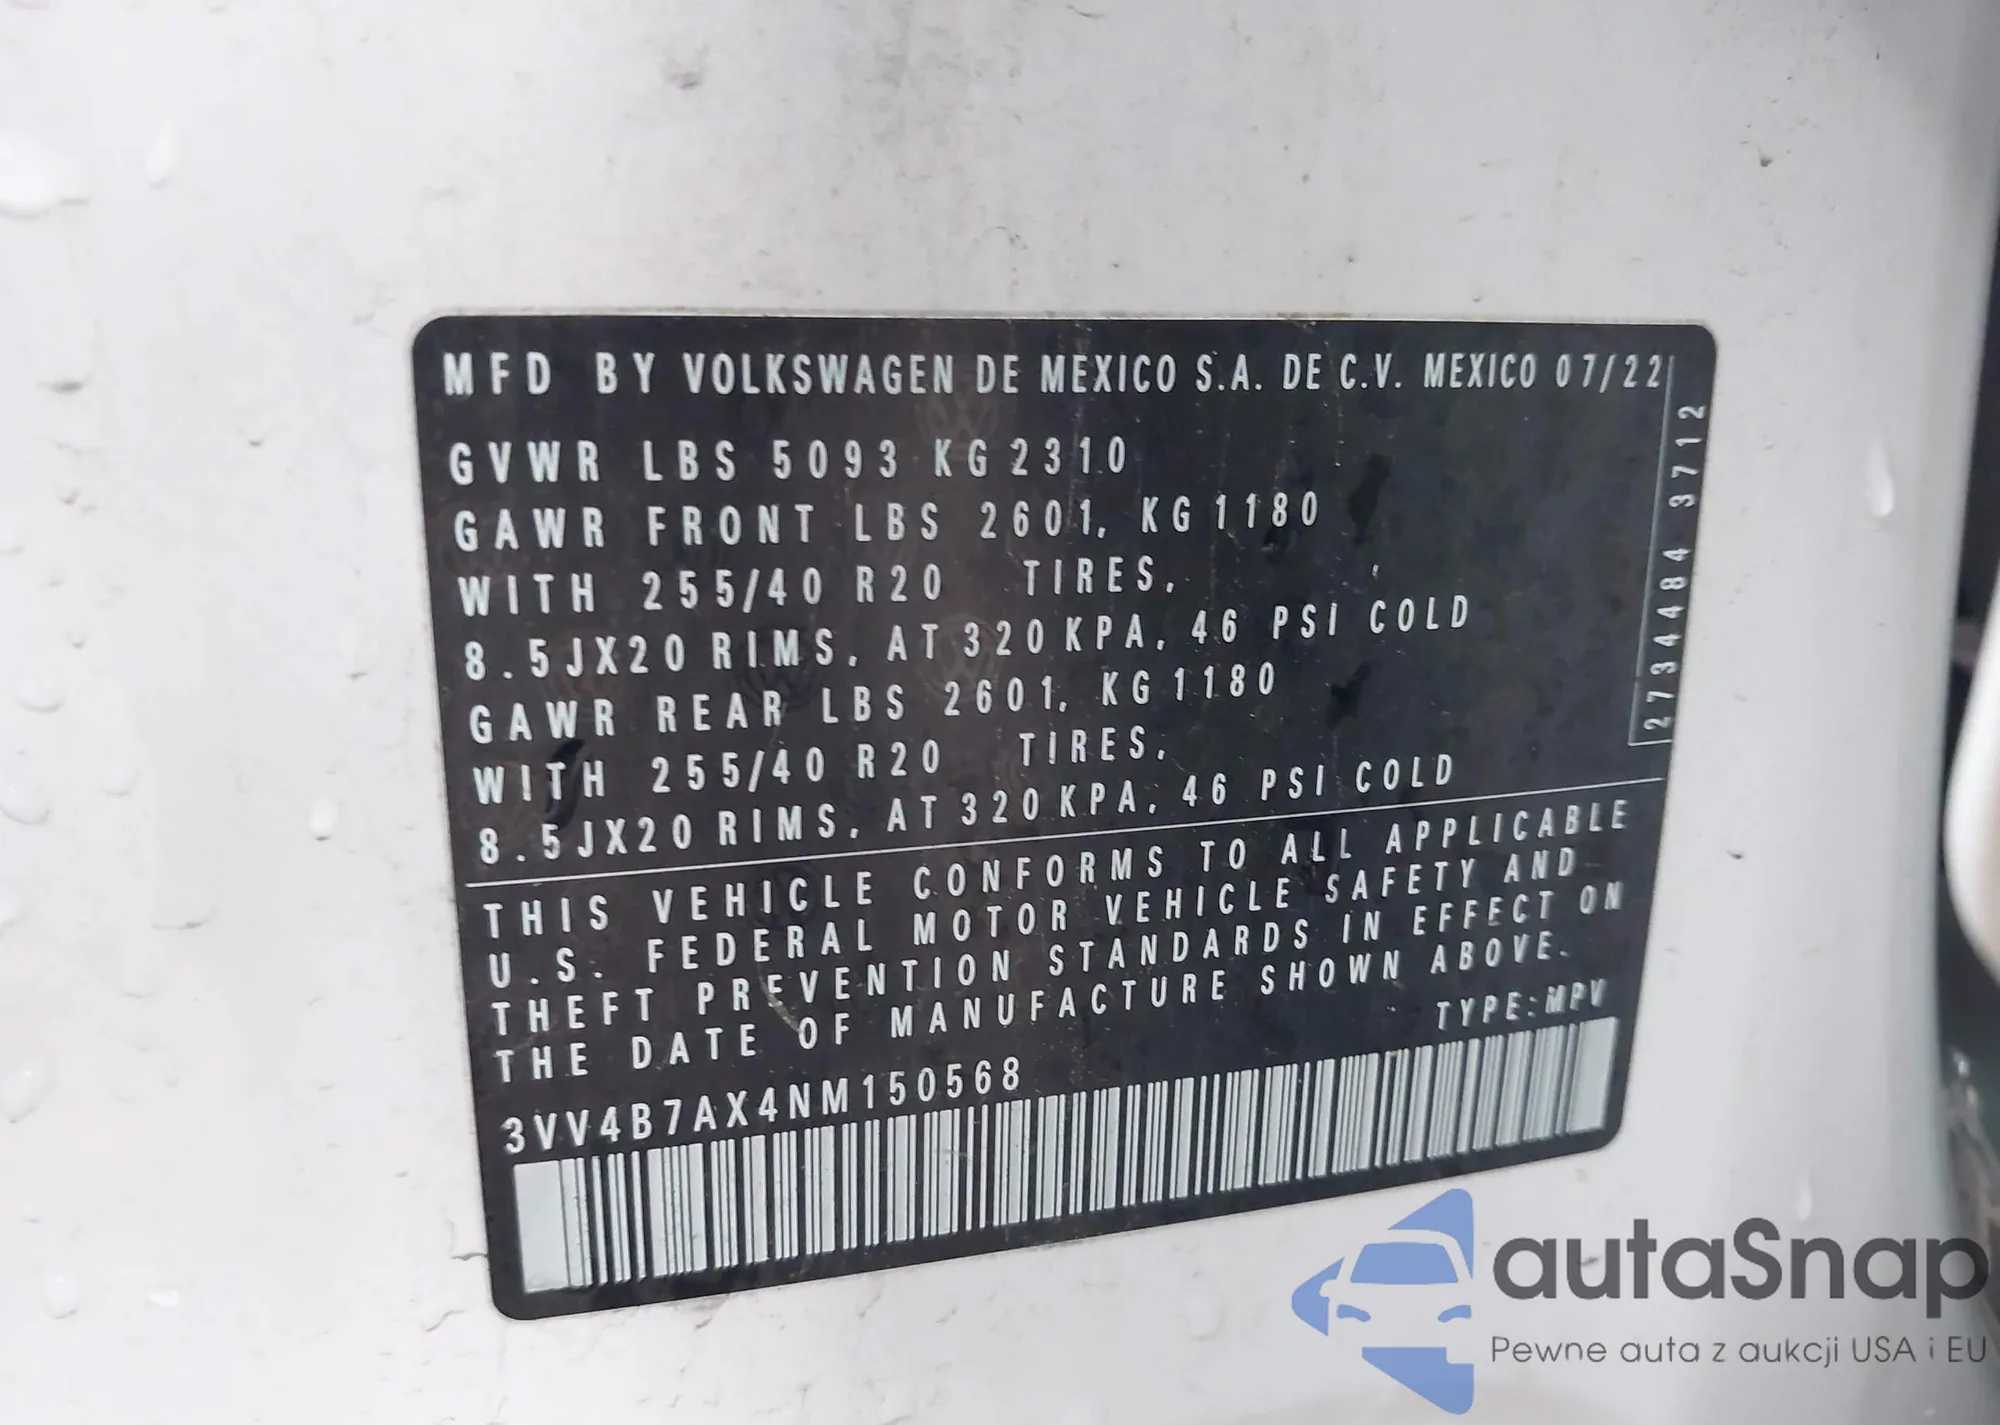 MFD BY VOLKSWAGEN DE MEXICO S.A. DE C.V. MEXICO 07/22
GVWR LBS 5093 KG 2310
GAWR FRONT LBS 2601, KG 1180
WITH 255/40 R20 TIRES,
8.5JX20 RIMS, AT 320 KPA, 46 PSI COLD
GAWR REAR LBS 2601, KG 1180
WITH 255/40 R20 TIRES,
8.5JX20 RIMS, AT 320 KPA, 46 PSI COLD
2734484 3712
THIS VEHICLE CONFORMS TO ALL APPLICABLE
U.S. FEDERAL MOTOR VEHICLE SAFETY AND
THEFT PREVENTION STANDARDS IN EFFECT ON
THE DATE OF MANUFACTURE SHOWN ABOVE.
TYPE: MPV
3VV4B7AX4NM150568
autaSnap
Pewne auta z aukcji USA i EU